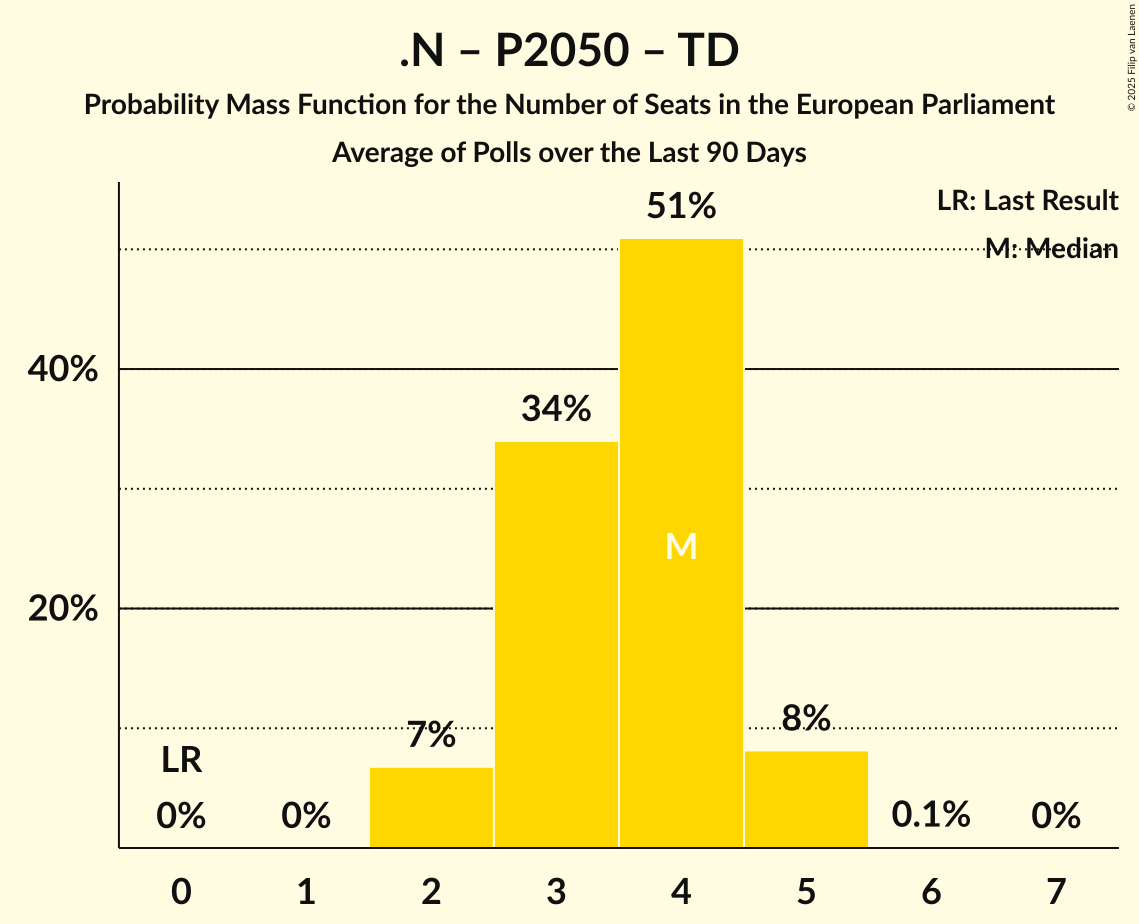 .N – P2050 – TD
Probability Mass Function for the Number of Seats in the European Parliament
Average of Polls over the Last 90 Days
© 2025 Filip van Laenen
LR: Last Result
M: Median
51%
40%
34%
M
20%
8%
7%
LR
0%
0%
0.1%
0%
0 1 2 3 4 5 6 7